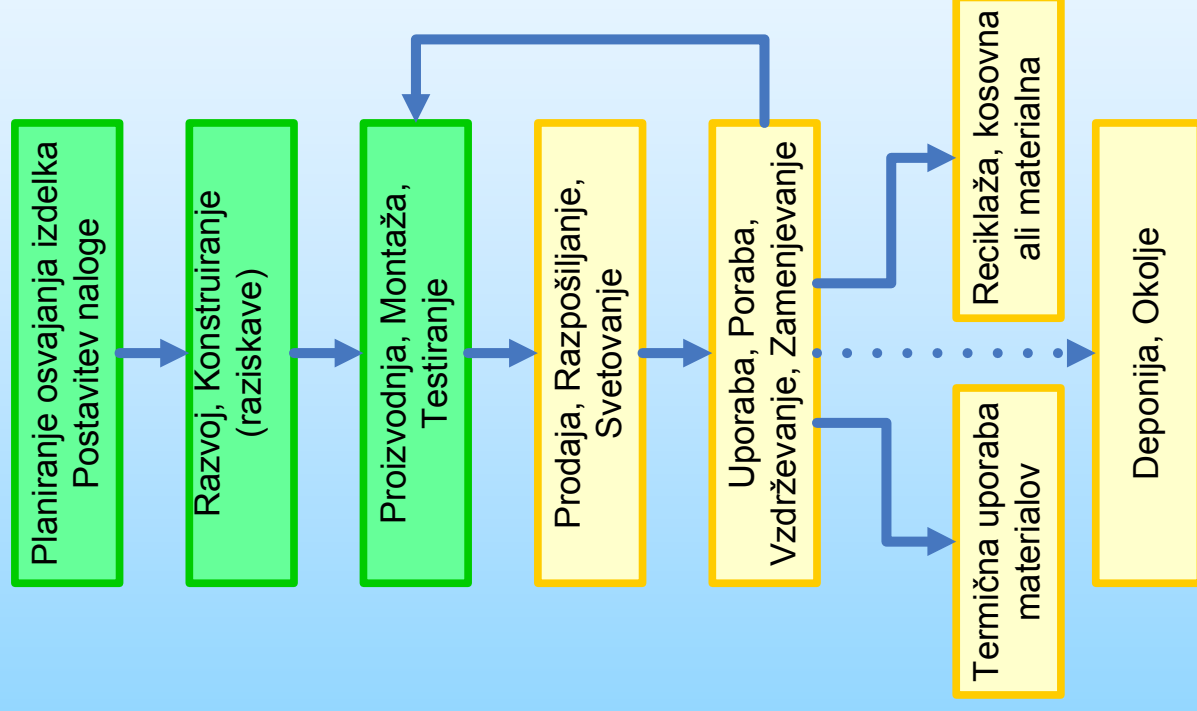 Planiranje osvajanja izdelka
Postavitev naloge
Razvoj, Konstruiranje
(raziskave)
Proizvodnja, Montaža,
Testiranje
Prodaja, Razpošiljanje,
Svetovanje
Uporaba, Poraba,
Vzdrževanje, Zamenjevanje
Termična uporaba
materialov
Reciklaža, kosovna
ali materialna
Deponija, Okolje